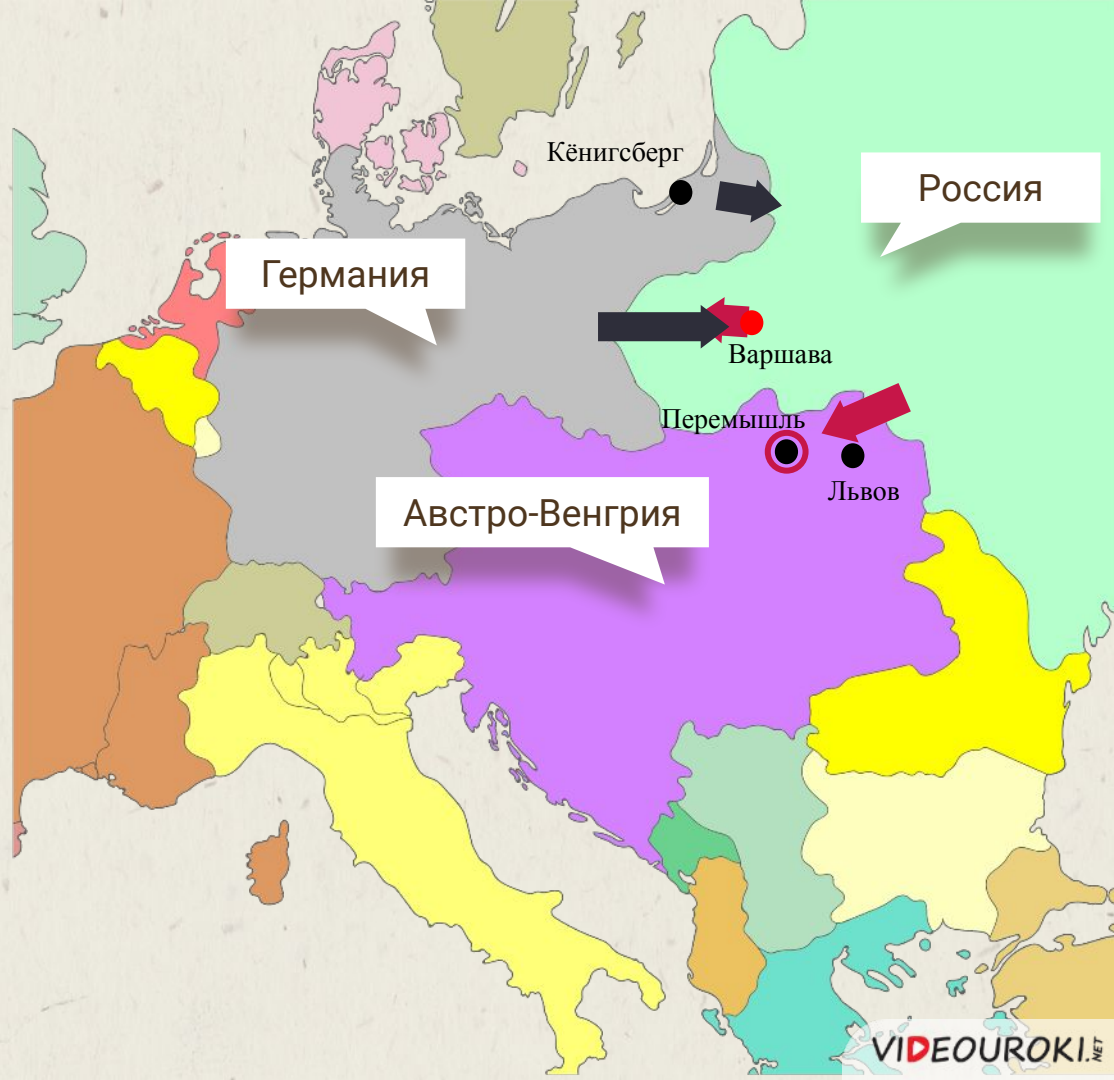 Кёнигсберг
Россия
Германия
Варшава
Перемышль
Львов
Австро-Венгрия
VIDEOUROKI.NET